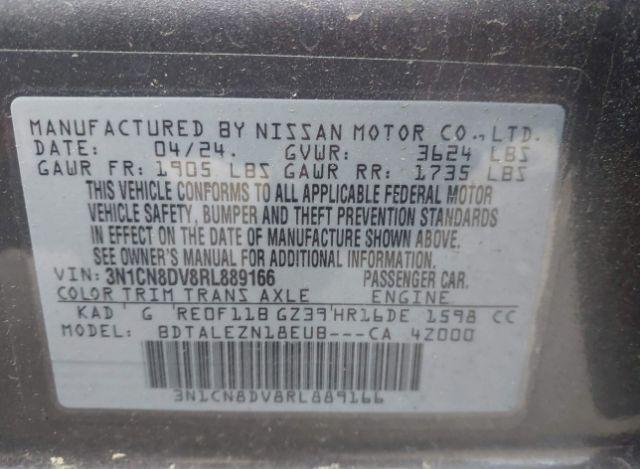 MANUFACTURED BY NISSAN MOTOR CO., LTD.
DATE: 04/24. GVWR: 3624 LBS
GAWR FR: 1905 LBS GAWR RR: 1735 LBS
THIS VEHICLE CONFORMS TO ALL APPLICABLE FEDERAL MOTOR
VEHICLE SAFETY, BUMPER AND THEFT PREVENTION STANDARDS
IN EFFECT ON THE DATE OF MANUFACTURE SHOWN ABOVE.
SEE OWNER'S MANUAL FOR ADDITIONAL INFORMATION.
VIN: 3N1CN8DV8RL889166 PASSENGER CAR.
COLOR TRIM TRANS AXLE ENGINE
KAD G RE0F11B GZ39 HR16DE 1598 CC
MODEL: BDTALEZN18EUB---CA 4Z000
3N1CN8DV8RL889166